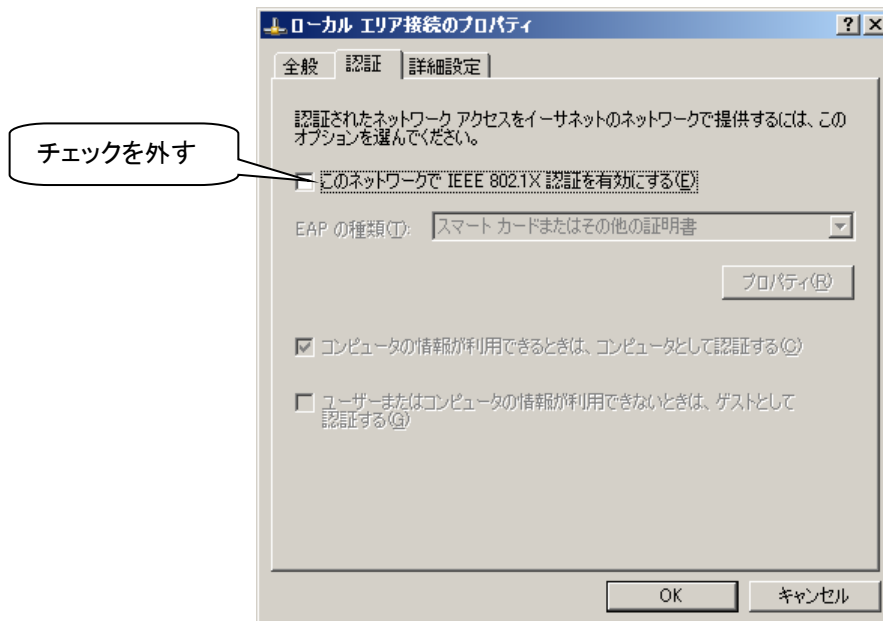 ローカル エリア接続のプロパティ
全般 認証 詳細設定
認証されたネットワーク アクセスをイーサネットのネットワークで提供するには、この
オプションを選んでください。
チェックを外す
このネットワークで IEEE 802.1X 認証を有効にする(E)
EAP の種類(T): スマート カードまたはその他の証明書
プロパティ(R)
コンピュータの情報が利用できるときは、コンピュータとして認証する(C)
ユーザーまたはコンピュータの情報が利用できないときは、ゲストとして
認証する(G)
OK キャンセル